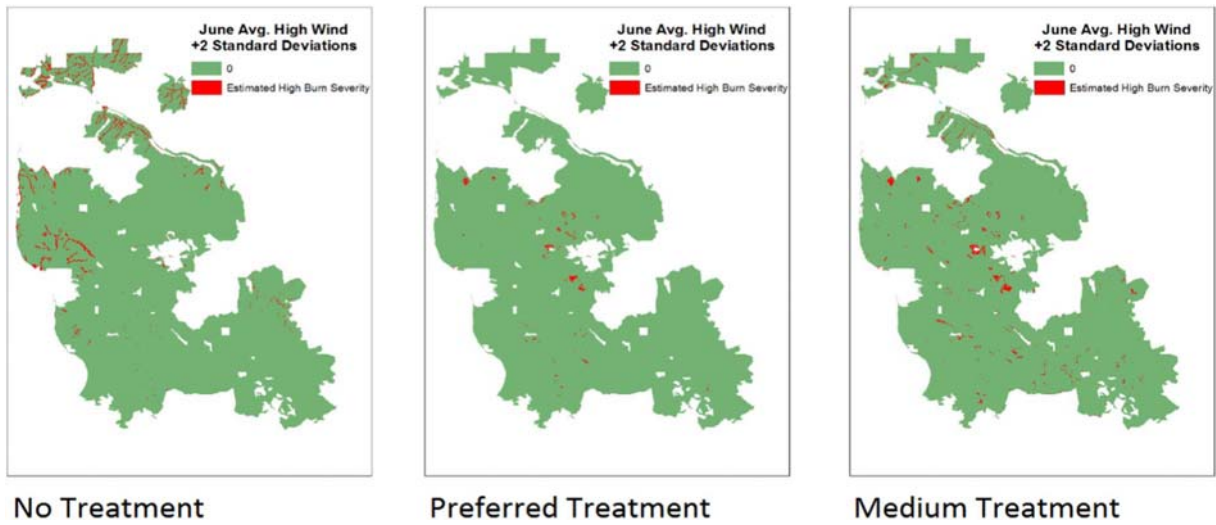 June Avg. High Wind
+2 Standard Deviations
0
Estimated High Burn Severity
No Treatment
June Avg. High Wind
+2 Standard Deviations
0
Estimated High Burn Severity
Preferred Treatment
June Avg. High Wind
+2 Standard Deviations
0
Estimated High Burn Severity
Medium Treatment